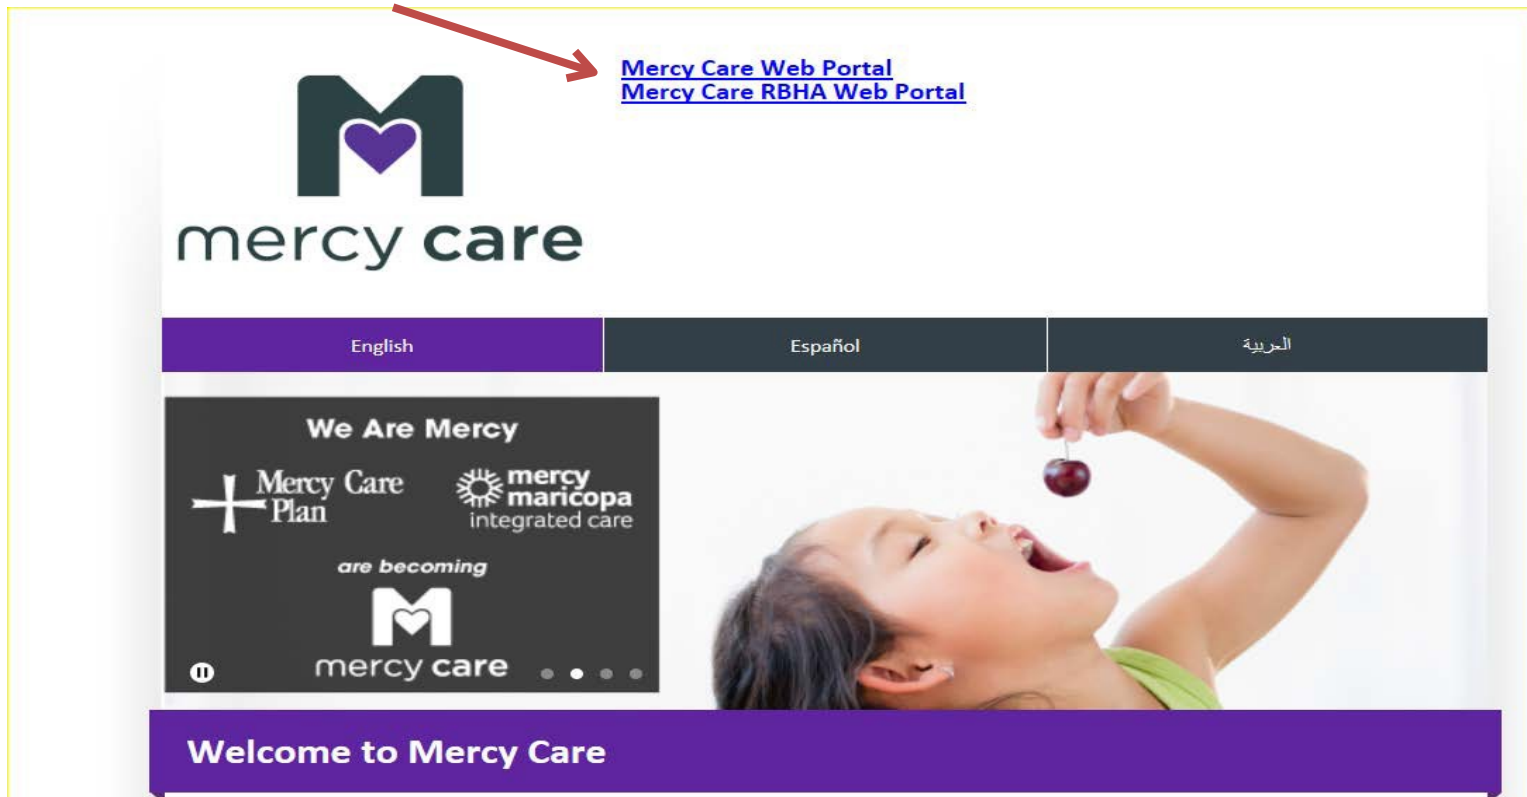 Mercy Care Web Portal
Mercy Care RBHA Web Portal
mercy care
English
Español
العربية
We Are Mercy
Mercy Care
Plan
mercy
maricopa
integrated care
are becoming
mercy care
Welcome to Mercy Care